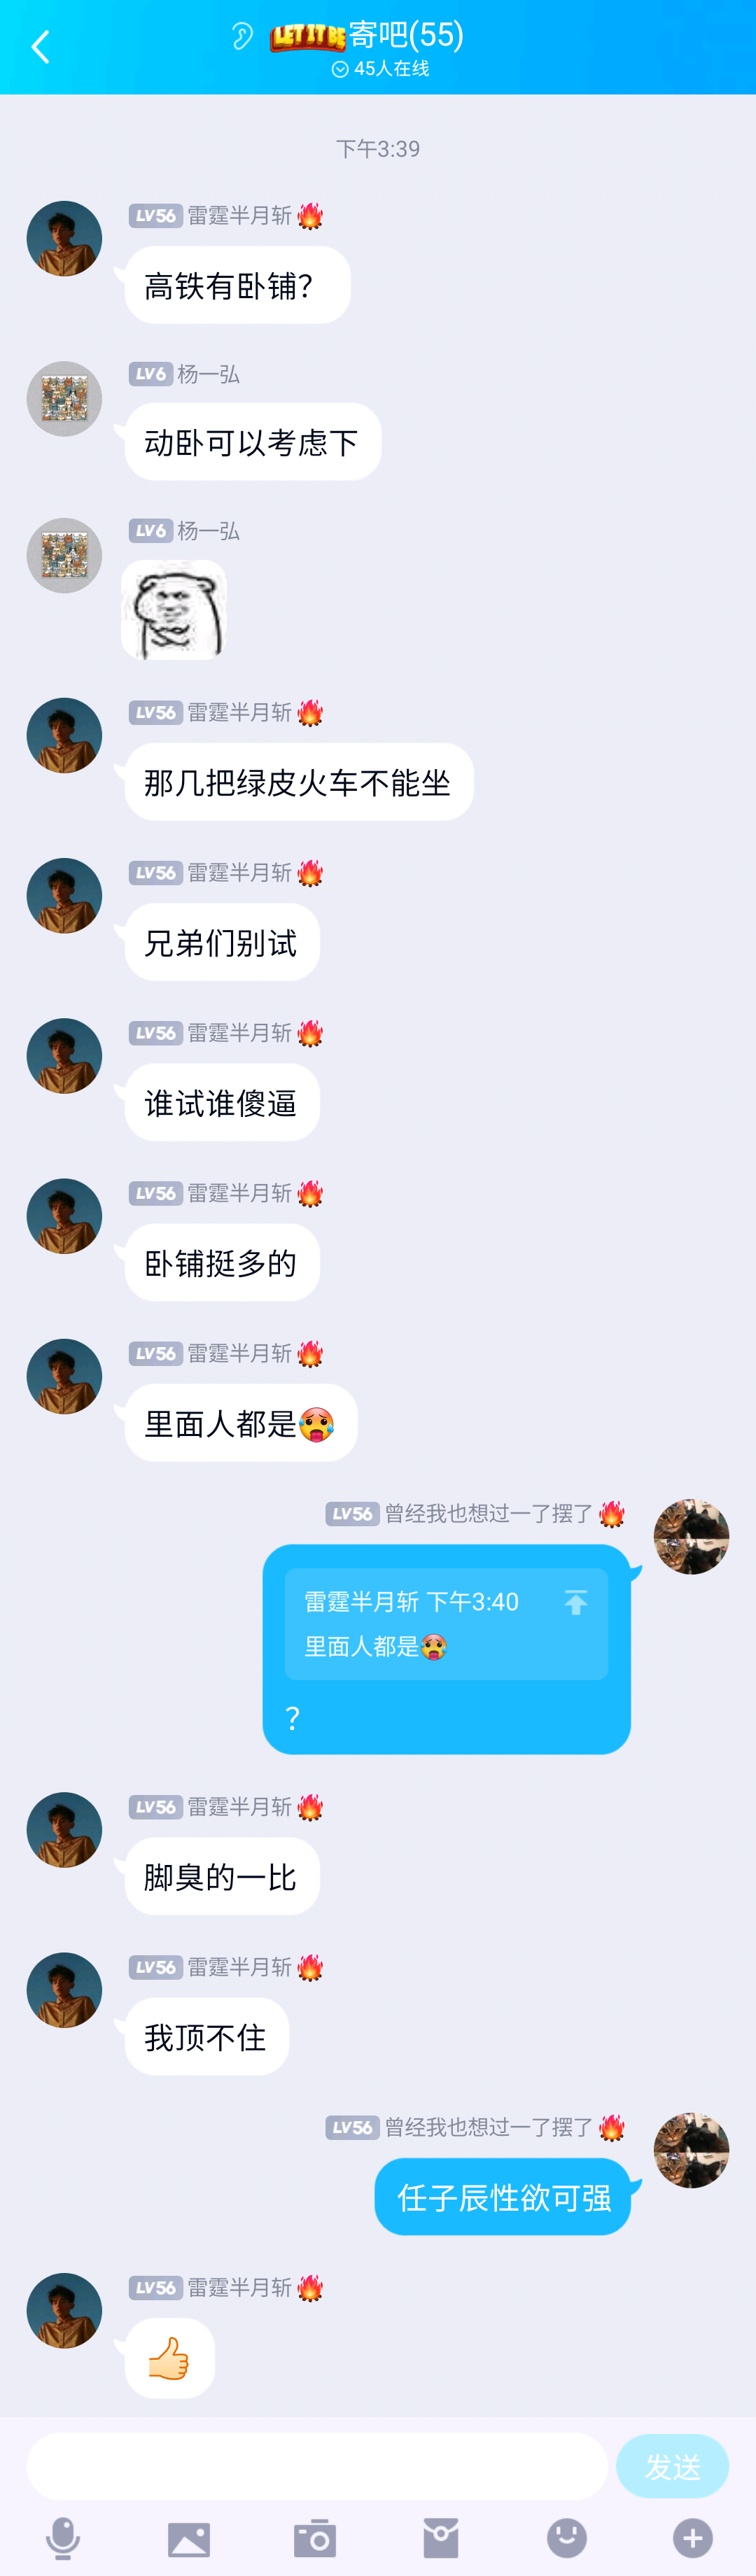 LET IT BE寄吧(55)
45人在线
下午3:39
LV56 雷霆半月斩
高铁有卧铺?
LV6 杨一弘
动卧可以考虑下
LV6 杨一弘
LV56 雷霆半月斩
那几把绿皮火车不能坐
LV56 雷霆半月斩
兄弟们别试
LV56 雷霆半月斩
谁试谁傻逼
LV56 雷霆半月斩
卧铺挺多的
LV56 雷霆半月斩
里面人都是🥵
LV56 曾经我也想过一了摆了
雷霆半月斩 下午3:40
里面人都是🥵
?
LV56 雷霆半月斩
脚臭的一比
LV56 雷霆半月斩
我顶不住
LV56 曾经我也想过一了摆了
任子辰性欲可强
LV56 雷霆半月斩
👍
发送